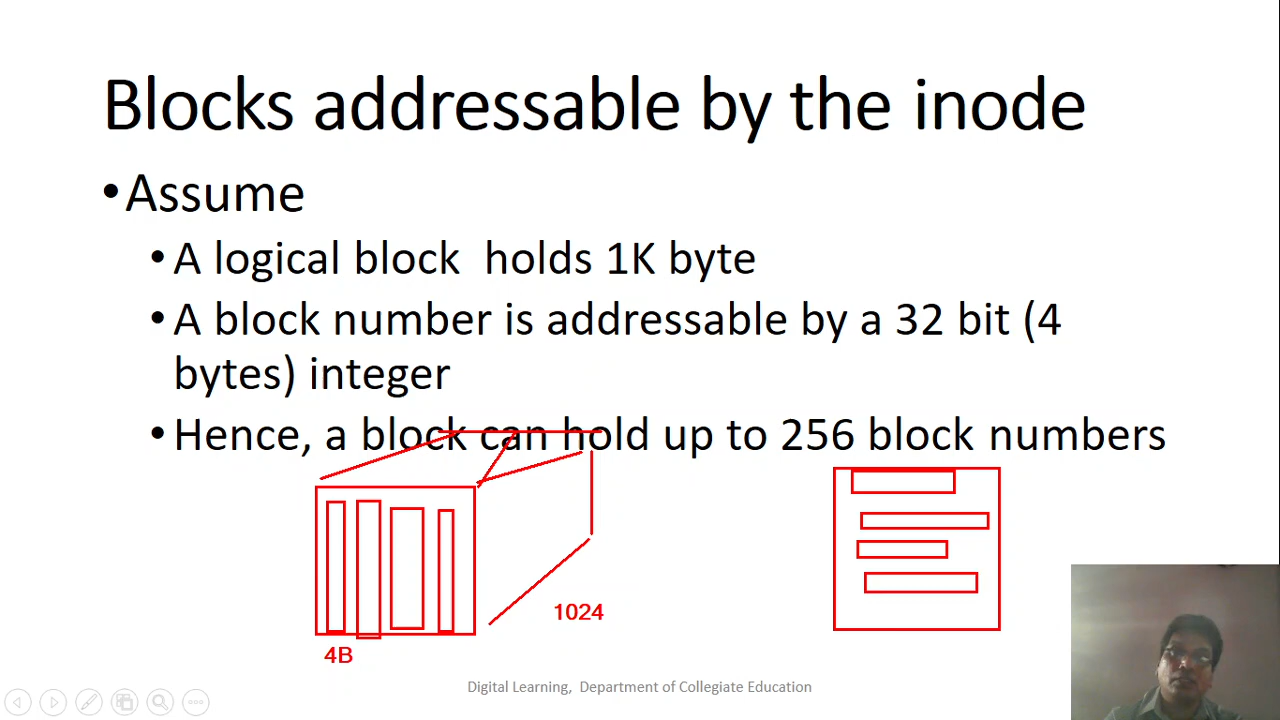 Blocks addressable by the inode
•Assume
•A logical block holds 1K byte
•A block number is addressable by a 32 bit (4
bytes) integer
•Hence, a block can hold up to 256 block numbers
1024
4B
Digital Learning, Department of Collegiate Education